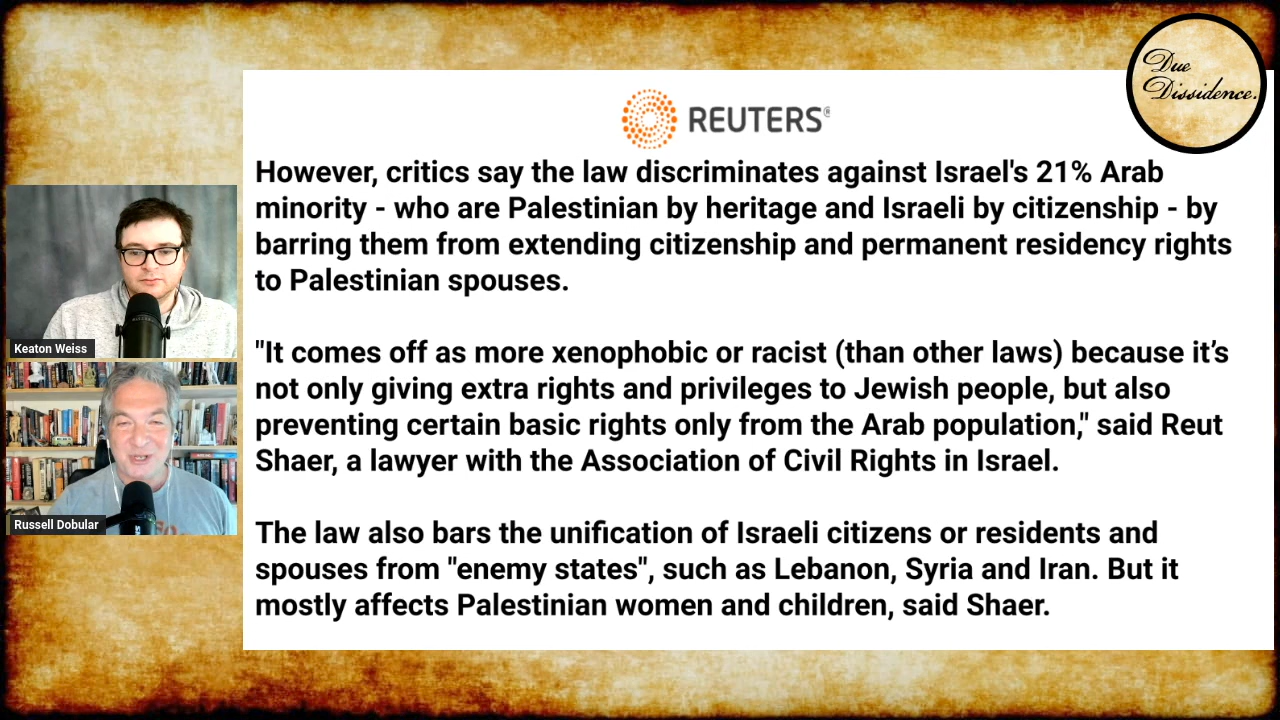 Due
Dissidence.
REUTERS®
However, critics say the law discriminates against Israel's 21% Arab
minority - who are Palestinian by heritage and Israeli by citizenship - by
barring them from extending citizenship and permanent residency rights
to Palestinian spouses.
"It comes off as more xenophobic or racist (than other laws) because it’s
not only giving extra rights and privileges to Jewish people, but also
preventing certain basic rights only from the Arab population," said Reut
Shaer, a lawyer with the Association of Civil Rights in Israel.
The law also bars the unification of Israeli citizens or residents and
spouses from "enemy states", such as Lebanon, Syria and Iran. But it
mostly affects Palestinian women and children, said Shaer.
Keaton Weiss
Russell Dobular